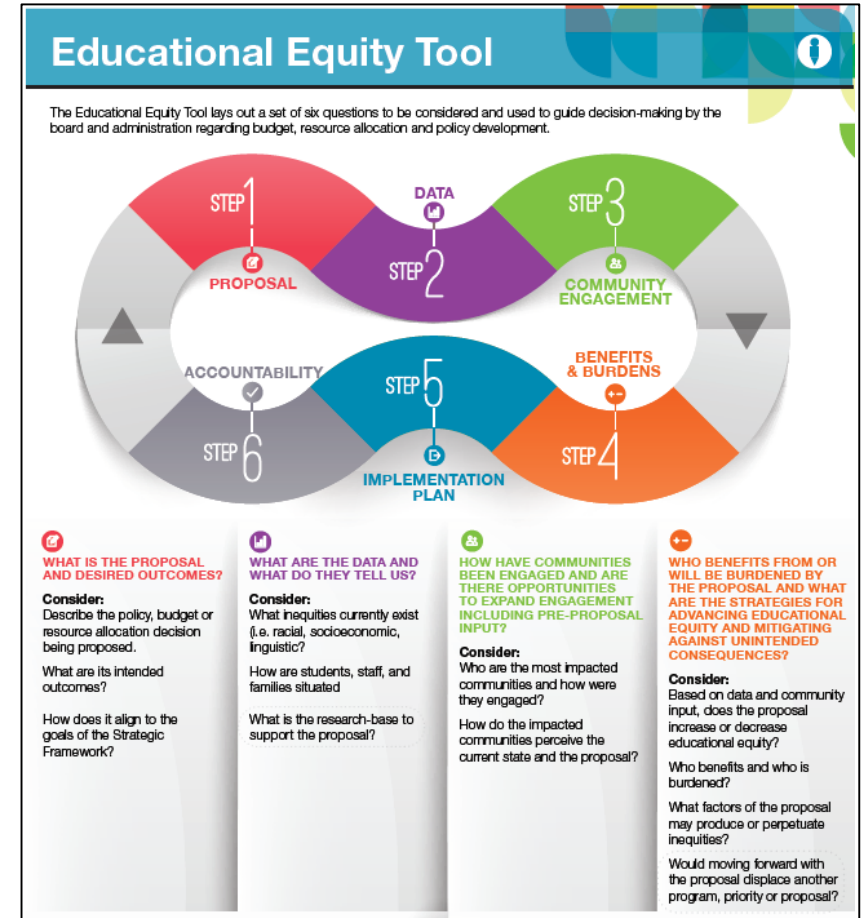 Educational Equity Tool
The Educational Equity Tool lays out a set of six questions to be considered and used to guide decision-making by the
board and administration regarding budget, resource allocation and policy development.
STEP 1
PROPOSAL
DATA
STEP 2
STEP 3
COMMUNITY
ENGAGEMENT
BENEFITS
& BURDENS
STEP 4
STEP 5
IMPLEMENTATION
PLAN
ACCOUNTABILITY
STEP 6
WHAT IS THE PROPOSAL
AND DESIRED OUTCOMES?
Consider:
Describe the policy, budget or
resource allocation decision
being proposed.
What are its intended
outcomes?
How does it align to the
goals of the Strategic
Framework?
WHAT ARE THE DATA AND
WHAT DO THEY TELL US?
Consider:
What inequities currently exist
(i.e. racial, socioeconomic,
linguistic?
How are students, staff, and
families situated
What is the research-base to
support the proposal?
HOW HAVE COMMUNITIES
BEEN ENGAGED AND ARE
THERE OPPORTUNITIES
TO EXPAND ENGAGEMENT
INCLUDING PRE-PROPOSAL
INPUT?
Consider:
Who are the most impacted
communities and how were
they engaged?
How do the impacted
communities perceive the
current state and the proposal?
WHO BENEFITS FROM OR
WILL BE BURDENED BY
THE PROPOSAL AND WHAT
ARE THE STRATEGIES FOR
ADVANCING EDUCATIONAL
EQUITY AND MITIGATING
AGAINST UNINTENDED
CONSEQUENCES?
Consider:
Based on data and community
input, does the proposal
increase or decrease
educational equity?
Who benefits and who is
burdened?
What factors of the proposal
may produce or perpetuate
inequities?
Would moving forward with
the proposal displace another
program, priority or proposal?